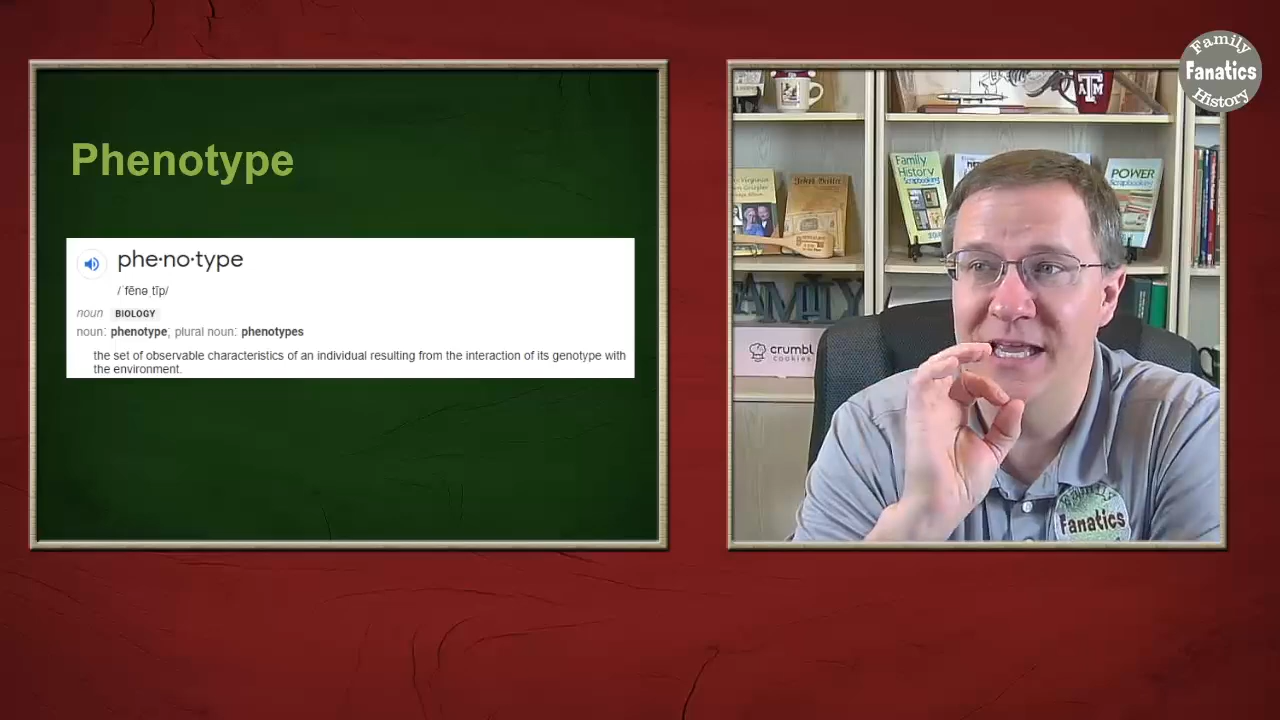 Phenotype
phe·no·type
/ˈfēnəˌtīp/
noun BIOLOGY
noun: phenotype; plural noun: phenotypes
the set of observable characteristics of an individual resulting from the interaction of its genotype with
the environment.
Family
Fanatics
History
Family
History
Scrapbooking
POWER
Scrapbooking
A M
FAMILY
crumbl
cookies
Family
Fanatics